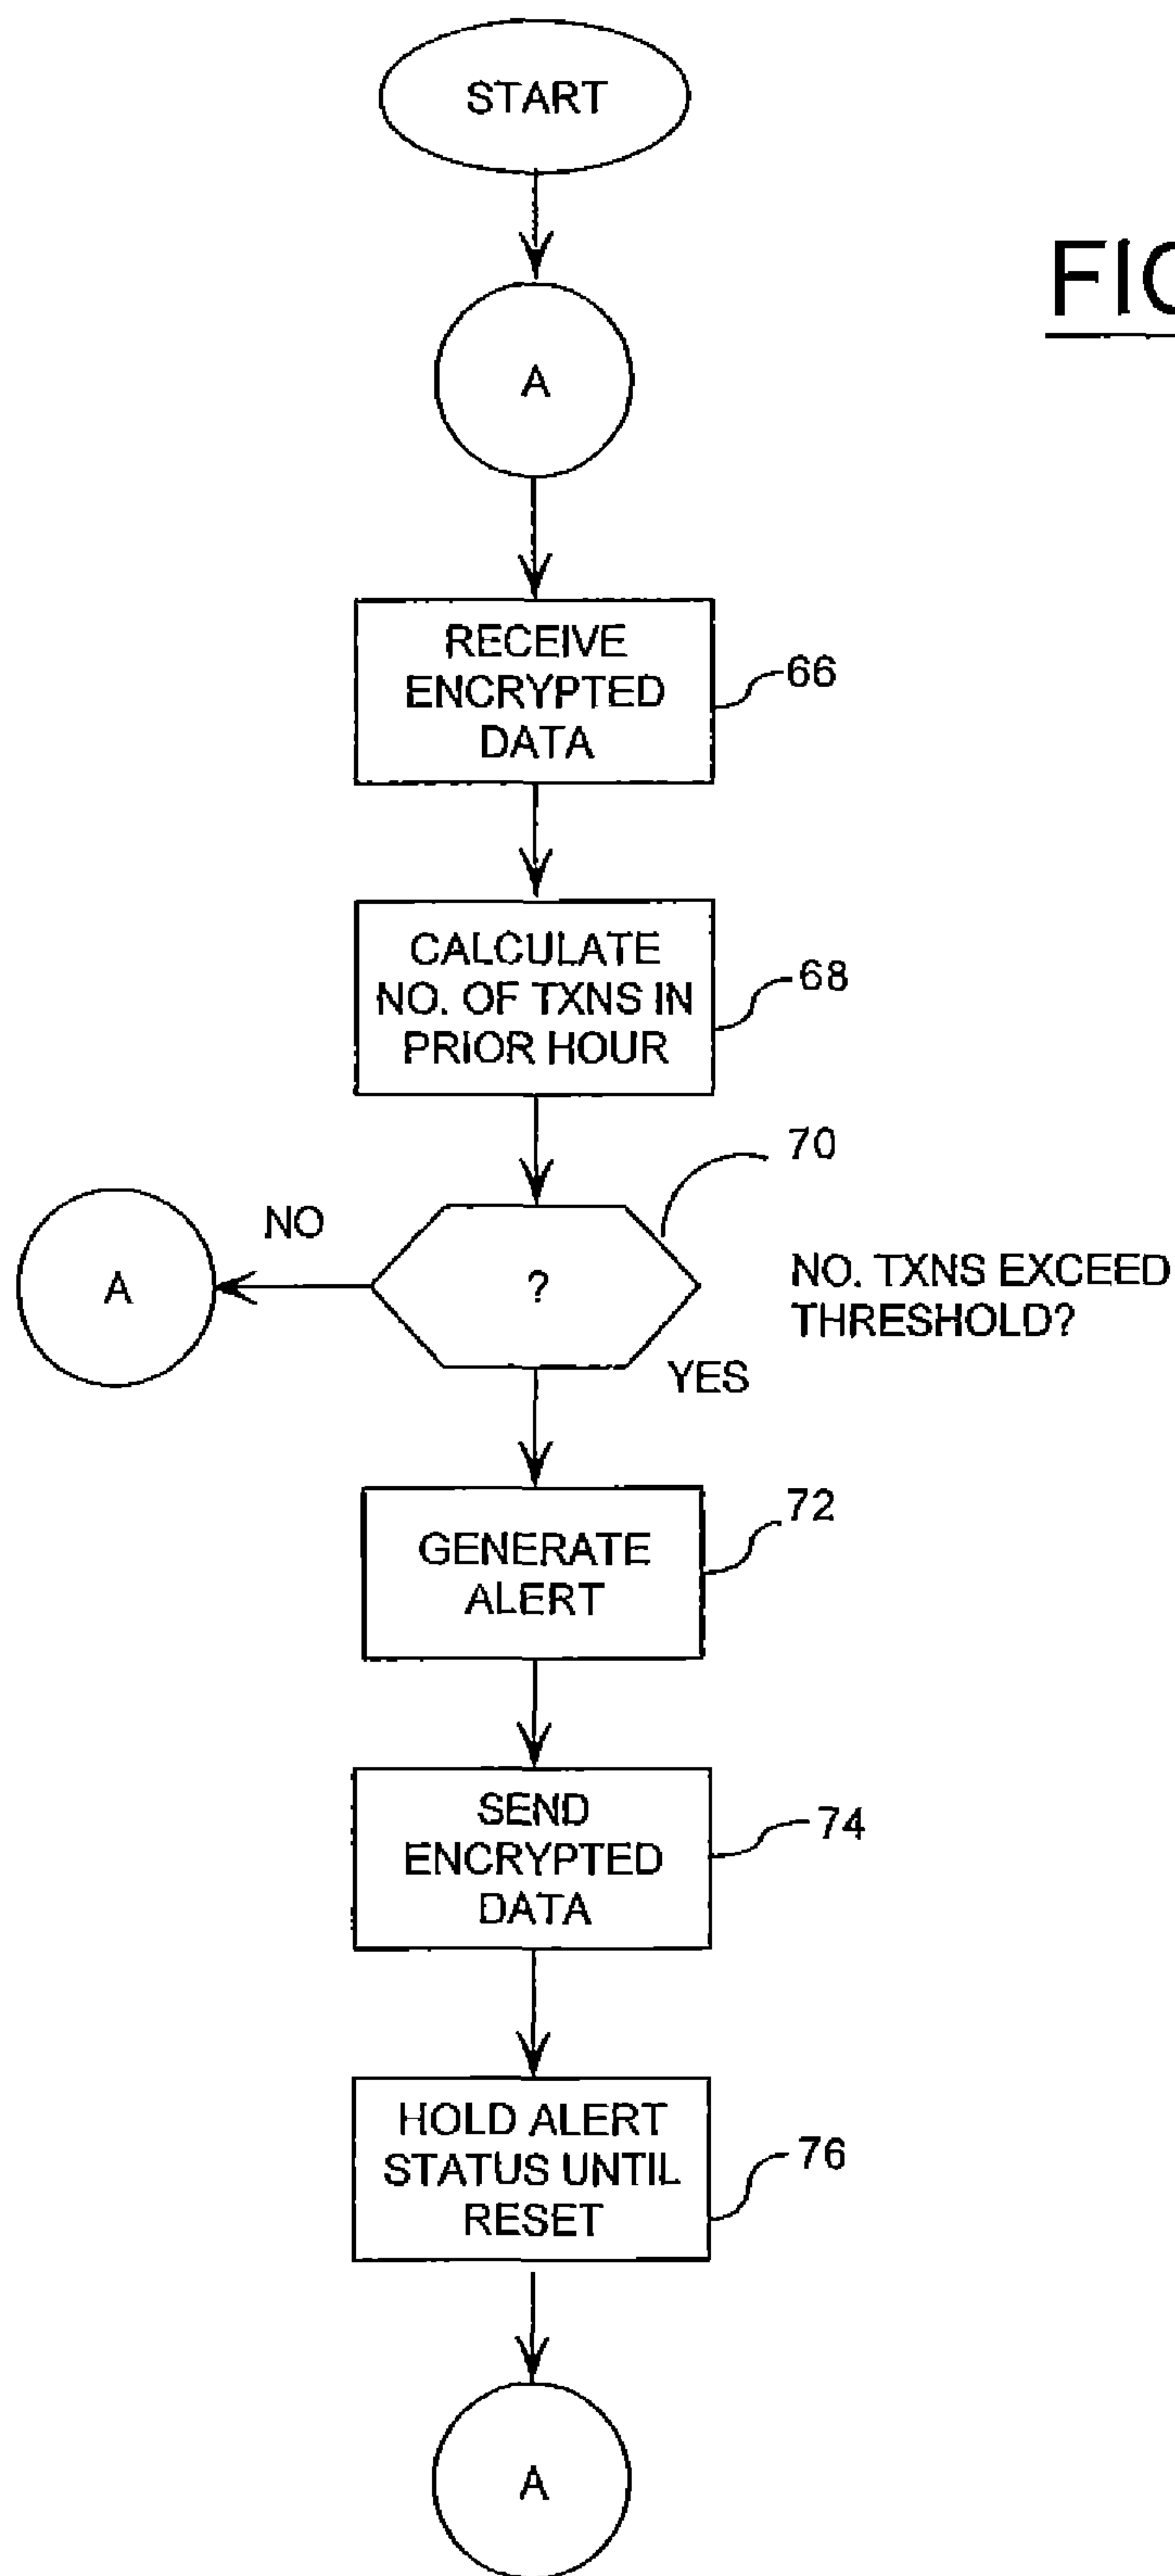 START
FIG
A
RECEIVE
ENCRYPTED
DATA
66
CALCULATE
NO. OF TXNS IN
PRIOR HOUR
68
70
NO
A
?
NO. TXNS EXCEED
THRESHOLD?
YES
GENERATE
ALERT
72
SEND
ENCRYPTED
DATA
74
HOLD ALERT
STATUS UNTIL
RESET
76
A